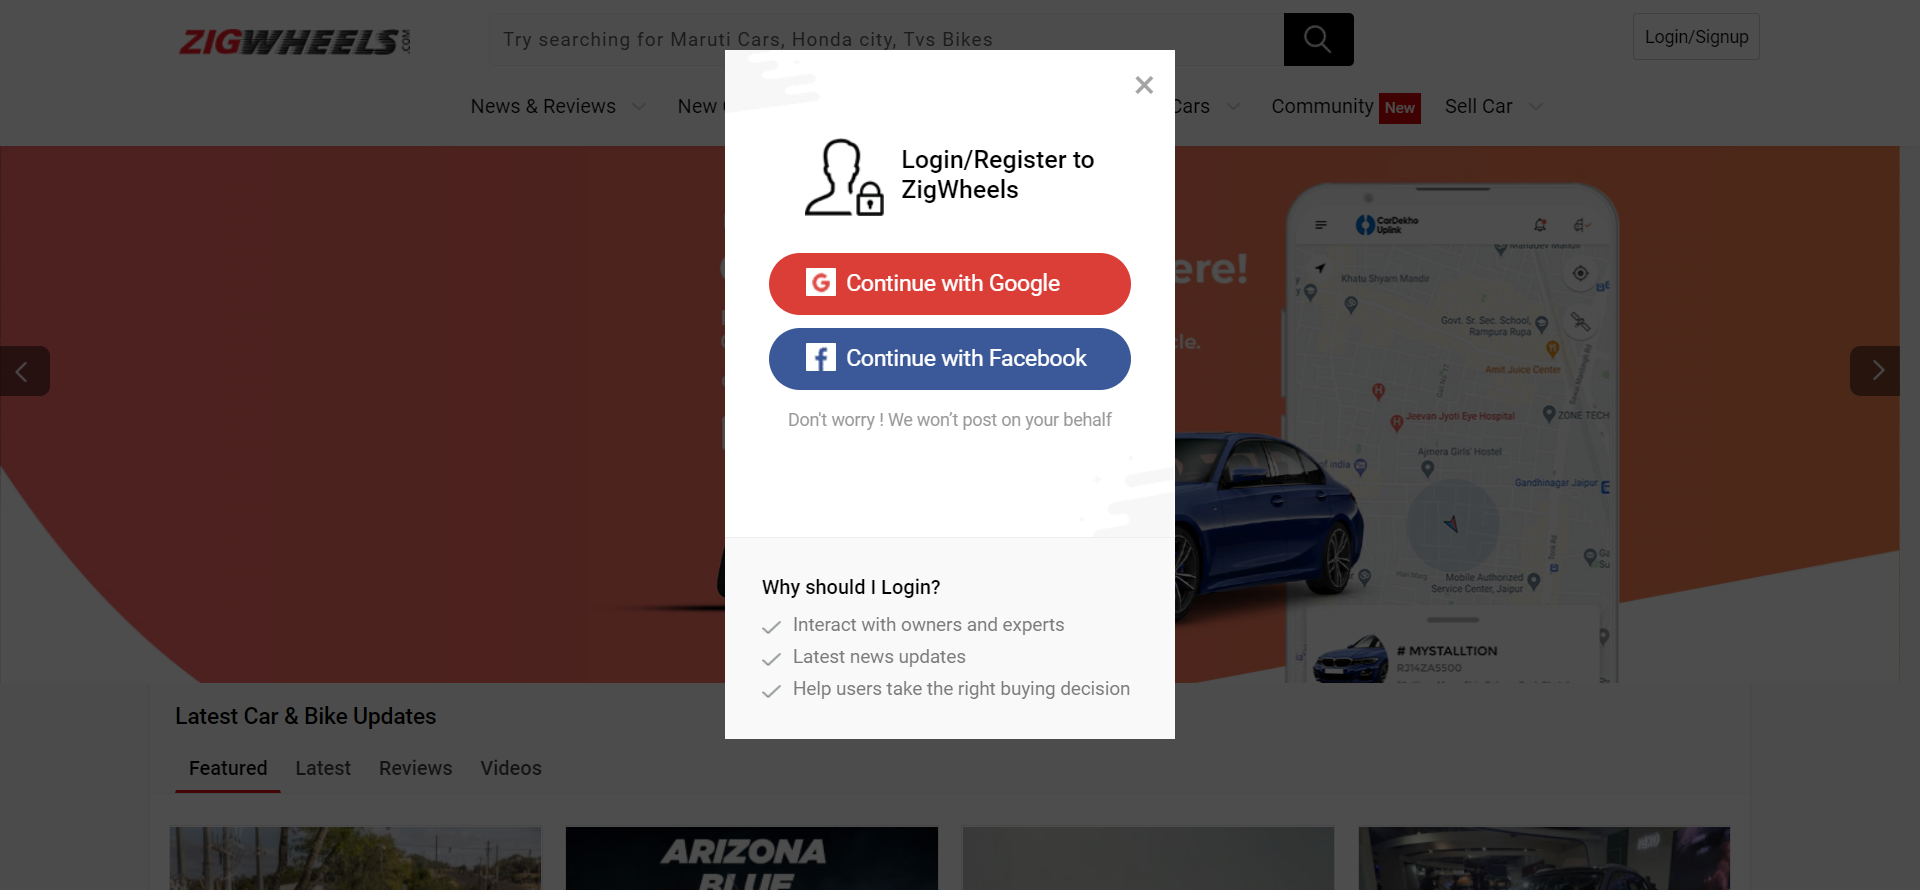 ZIGWHEELS.COM
Try searching for Maruti Cars, Honda city, Tvs Bikes
Login/Signup
News & Reviews
New
Cars
Community New
Sell Car
Login/Register to
ZigWheels
G Continue with Google
f Continue with Facebook
Don't worry ! We won’t post on your behalf
Why should I Login?
Interact with owners and experts
Latest news updates
Help users take the right buying decision
ere!
cle.
CarDekho
Uplink
Mahadev Mandir
Khatu Shyam Mandir
Govt. Sr. Sec. School,
Rampura Rupa
Amit Juice Center
Jeevan Jyoti Eye Hospital
ZONE TECH
Ajmera Girls' Hostel
of india
Gandhinagar Jaipur
Mobile Authorized
Service Center, Jaipur
# MYSTALLTION
RJ14ZA5500
Latest Car & Bike Updates
Featured
Latest
Reviews
Videos
ARIZONA
BLUE